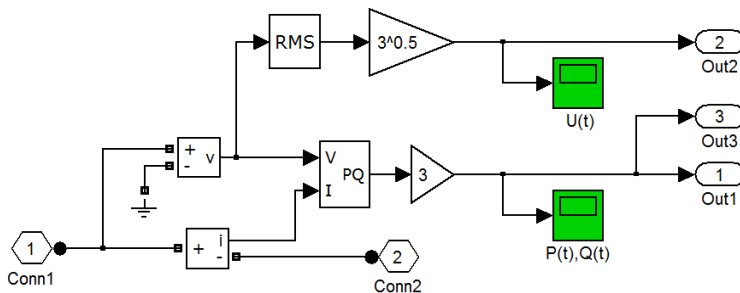 RMS
3^0.5
2
Out2
U(t)
3
Out3
+
-
v
V
I
PQ
3
1
Out1
P(t),Q(t)
1
Conn1
+
i
-
2
Conn2